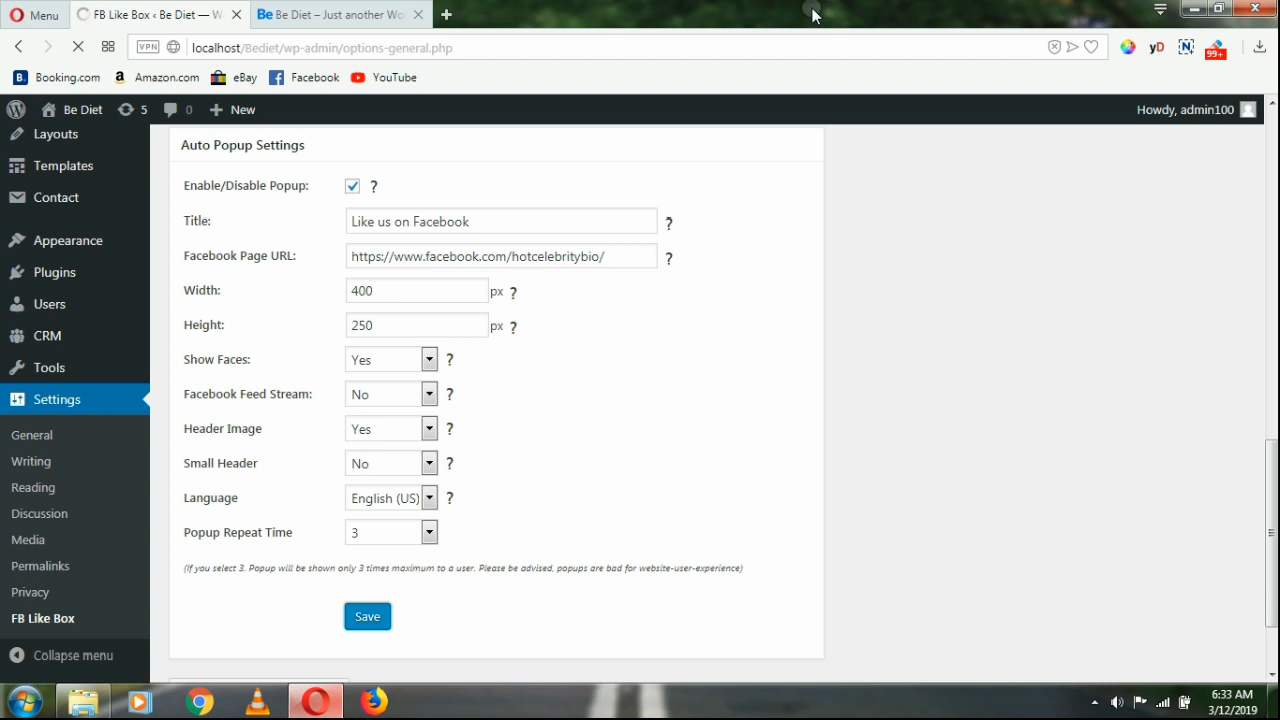 Menu
FB Like Box ‹ Be Diet — W
Be Be Diet – Just another Wo
VPN
localhost/Bediet/wp-admin/options-general.php
yD
N
99+
B. Booking.com
a Amazon.com
eBay
Facebook
YouTube
Be Diet
5
0
New
Howdy, admin100
Layouts
Templates
Contact
Appearance
Plugins
Users
CRM
Tools
Settings
General
Writing
Reading
Discussion
Media
Permalinks
Privacy
FB Like Box
Collapse menu
Auto Popup Settings
Enable/Disable Popup: ?
Title: Like us on Facebook ?
Facebook Page URL: https://www.facebook.com/hotcelebritybio/ ?
Width: 400 px ?
Height: 250 px ?
Show Faces: Yes ?
Facebook Feed Stream: No ?
Header Image Yes ?
Small Header No ?
Language English (US) ?
Popup Repeat Time 3
(If you select 3. Popup will be shown only 3 times maximum to a user. Please be advised, popups are bad for website-user-experience)
Save
6:33 AM
3/12/2019